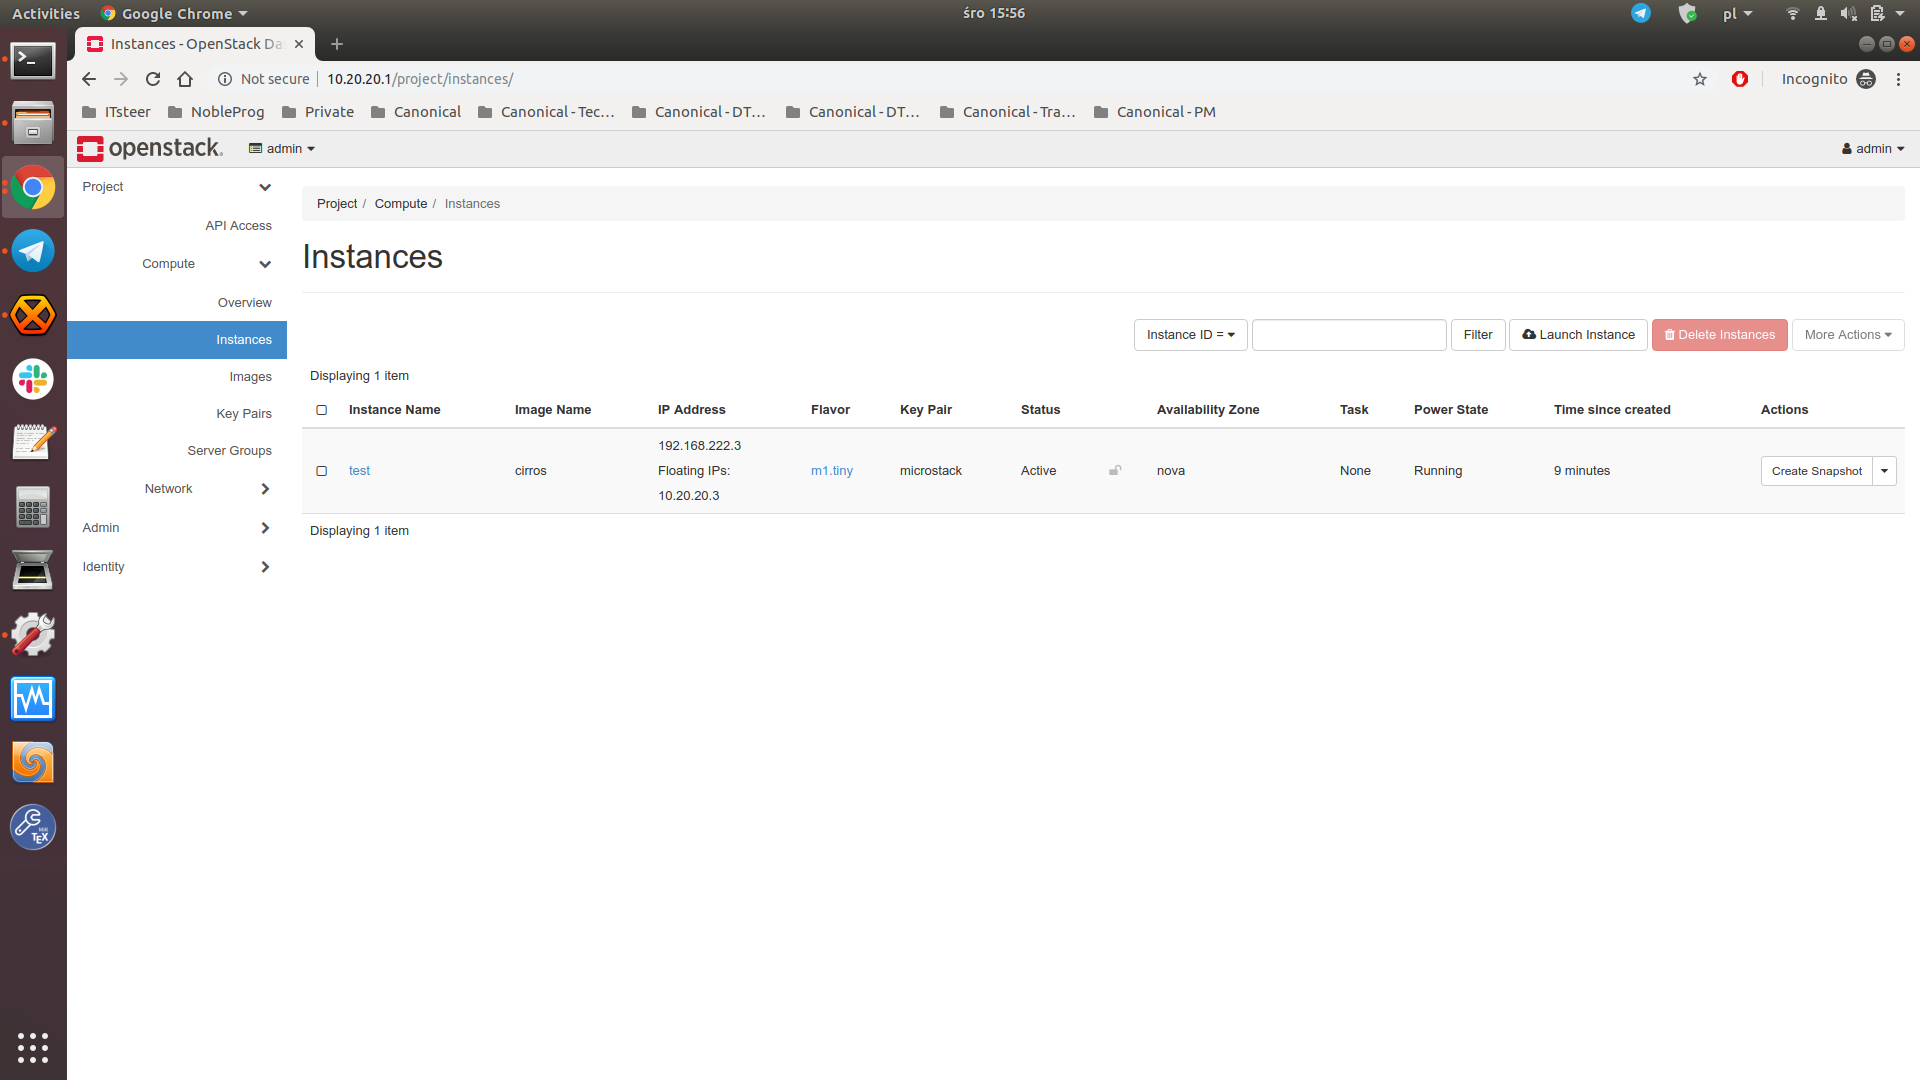 Activities Google Chrome śro 15:56 pl
Instances - OpenStack Da
Not secure 10.20.20.1/project/instances/ Incognito
ITsteer NobleProg Private Canonical Canonical - Tec… Canonical - DT… Canonical - DT… Canonical - Tra… Canonical - PM
openstack. admin admin
Project
API Access
Compute
Overview
Instances
Images
Key Pairs
Server Groups
Network
Admin
Identity
Project / Compute / Instances
Instances
Instance ID = Filter Launch Instance Delete Instances More Actions
Displaying 1 item
Instance Name Image Name IP Address Flavor Key Pair Status Availability Zone Task Power State Time since created Actions
192.168.222.3
test cirros Floating IPs: m1.tiny microstack Active nova None Running 9 minutes Create Snapshot
10.20.20.3
Displaying 1 item
TEX